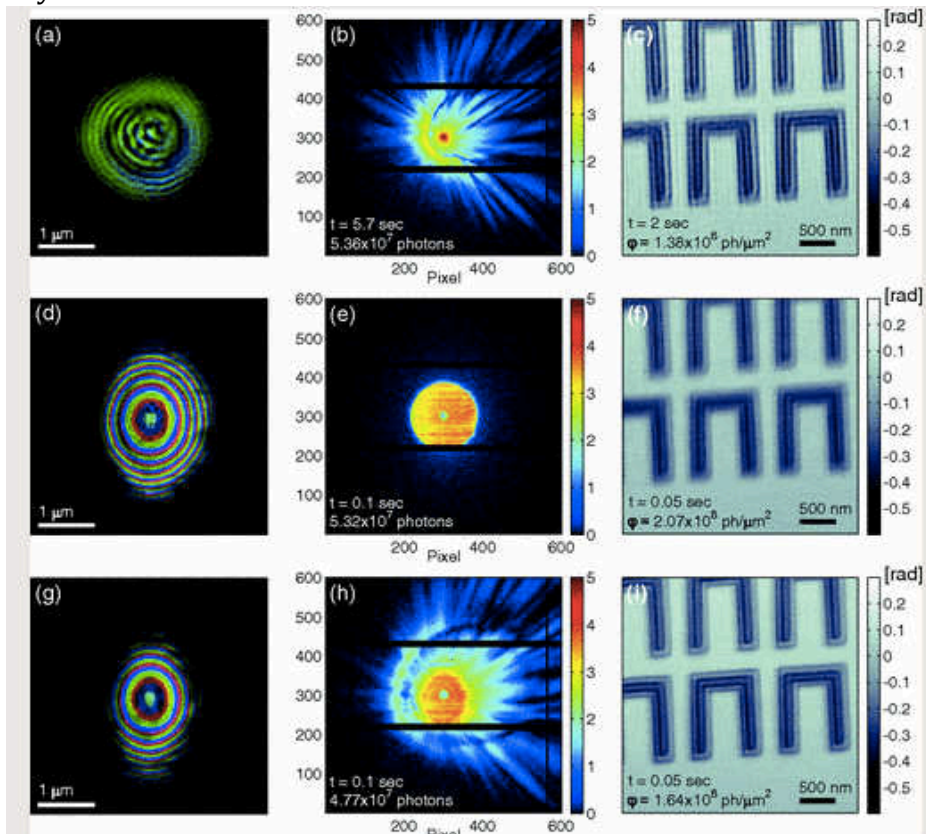 (a)
1 μm
(b)
600
500
400
300
200
100
t = 5.7 sec
5.36x10⁷ photons
200 400 600
Pixel
5
4
3
2
1
0
(c)
t = 2 sec
φ = 1.38x10⁶ ph/μm²
500 nm
[rad]
0.2
0.1
0
-0.1
-0.2
-0.3
-0.4
-0.5
(d)
1 μm
(e)
600
500
400
300
200
100
t = 0.1 sec
5.32x10⁷ photons
200 400 600
Pixel
5
4
3
2
1
0
(f)
t = 0.05 sec
φ = 2.07x10⁶ ph/μm²
500 nm
[rad]
0.2
0.1
0
-0.1
-0.2
-0.3
-0.4
-0.5
(g)
1 μm
(h)
600
500
400
300
200
100
t = 0.1 sec
4.77x10⁷ photons
200 400 600
Pixel
5
4
3
2
1
0
(i)
t = 0.05 sec
φ = 1.64x10⁶ ph/μm²
500 nm
[rad]
0.2
0.1
0
-0.1
-0.2
-0.3
-0.4
-0.5